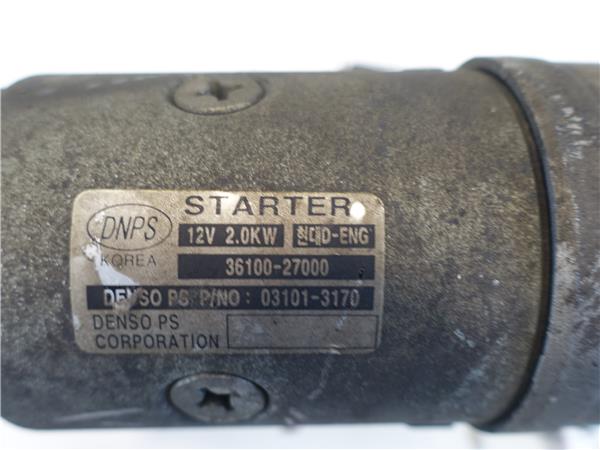 STARTER
DNPS
12V 2.0KW 현대D-ENG
KOREA
36100-27000
DENSO PS P/NO : 03101-3170
DENSO PS
CORPORATION